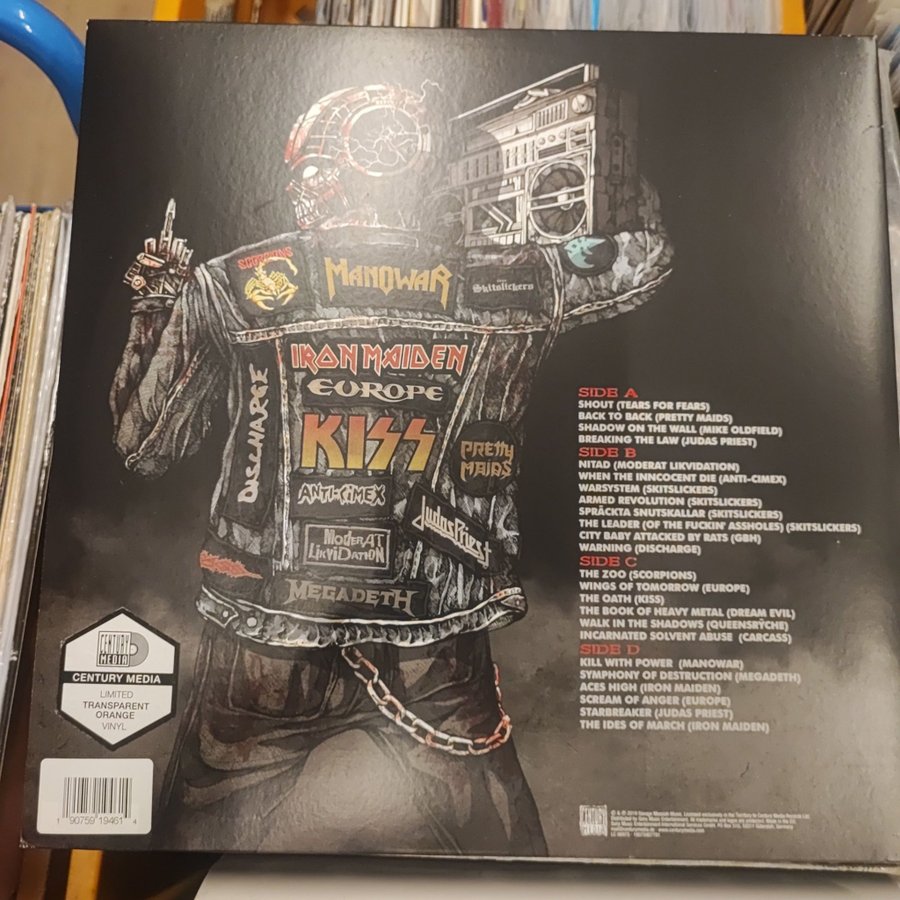 SCORPIONS
MANOWAR
Skitslickers
IRON MAIDEN
EUROPE
KISS
DISCHARGE
PRETTY
MAIDS
ANTI-CIMEX
Judas Priest
MODERAT
LIKVIDATION
MEGADETH
SIDE A
SHOUT (TEARS FOR FEARS)
BACK TO BACK (PRETTY MAIDS)
SHADOW ON THE WALL (MIKE OLDFIELD)
BREAKING THE LAW (JUDAS PRIEST)
SIDE B
NITAD (MODERAT LIKVIDATION)
WHEN THE INNCOCENT DIE (ANTI-CIMEX)
WARSYSTEM (SKITSLICKERS)
ARMED REVOLUTION (SKITSLICKERS)
SPRÄCKTA SNUTSKALLAR (SKITSLICKERS)
THE LEADER (OF THE FUCKIN' ASSHOLES) (SKITSLICKERS)
CITY BABY ATTACKED BY RATS (GBH)
WARNING (DISCHARGE)
SIDE C
THE ZOO (SCORPIONS)
WINGS OF TOMORROW (EUROPE)
THE OATH (KISS)
THE BOOK OF HEAVY METAL (DREAM EVIL)
WALK IN THE SHADOWS (QUEENSRŸCHE)
INCARNATED SOLVENT ABUSE (CARCASS)
SIDE D
KILL WITH POWER (MANOWAR)
SYMPHONY OF DESTRUCTION (MEGADETH)
ACES HIGH (IRON MAIDEN)
SCREAM OF ANGER (EUROPE)
STARBREAKER (JUDAS PRIEST)
THE IDES OF MARCH (IRON MAIDEN)
CENTURY
MEDIA
CENTURY MEDIA
LIMITED
TRANSPARENT
ORANGE
VINYL
1 90759 19461 4
CENTURY
MEDIA